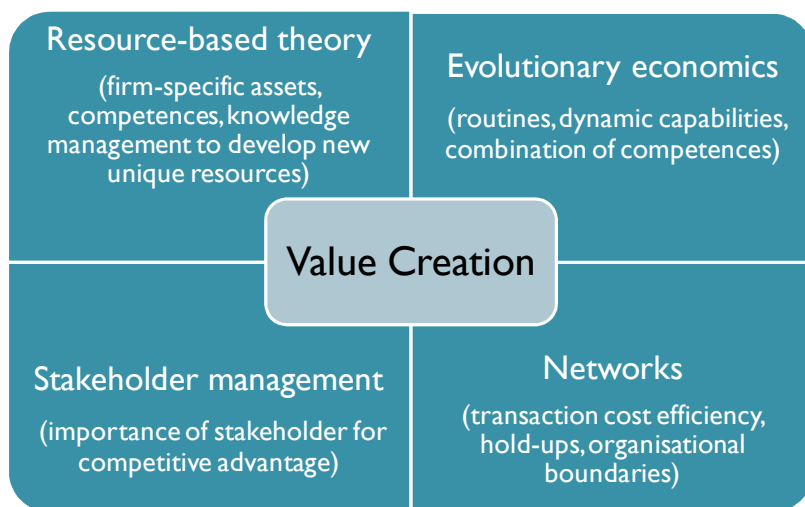 Resource-based theory
(firm-specific assets,
competences, knowledge
management to develop new
unique resources)
Evolutionary economics
(routines, dynamic capabilities,
combination of competences)
Value Creation
Stakeholder management
(importance of stakeholder for
competitive advantage)
Networks
(transaction cost efficiency,
hold-ups, organisational
boundaries)